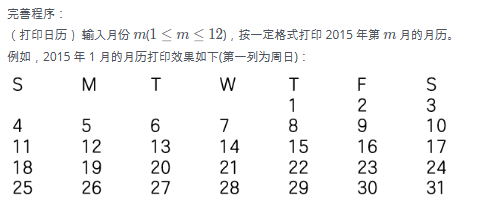 完善程序：
（打印日历） 输入月份 m(1 ≤ m ≤ 12)，按一定格式打印 2015 年第 m 月的月历。
例如，2015 年 1 月的月历打印效果如下(第一列为周日)：
S M T W T F S
1 2 3
4 5 6 7 8 9 10
11 12 13 14 15 16 17
18 19 20 21 22 23 24
25 26 27 28 29 30 31